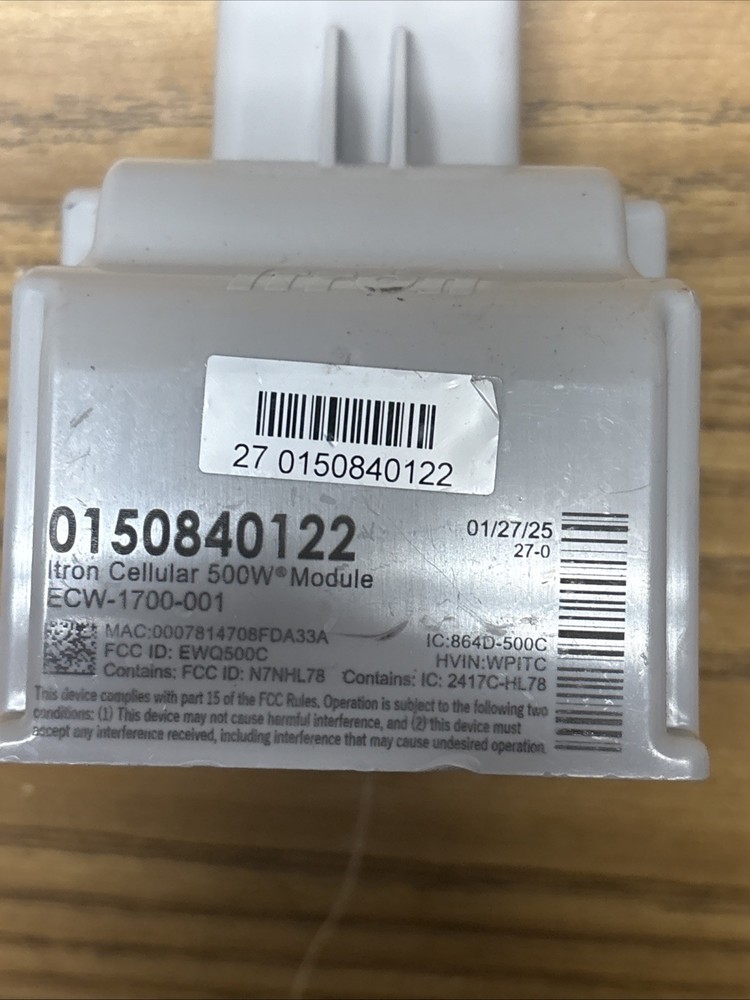 Itron
27 0150840122
0150840122
01/27/25
27-0
Itron Cellular 500W® Module
ECW-1700-001
MAC:0007814708FDA33A
FCC ID: EWQ500C
Contains: FCC ID: N7NHL78
IC:864D-500C
HVIN:WPITC
Contains: IC: 2417C-HL78
This device complies with part 15 of the FCC Rules, Operation is subject to the following two
conditions: (1) This device may not cause harmful interference, and (2) this device must
accept any interference received, including interference that may cause undesired operation.